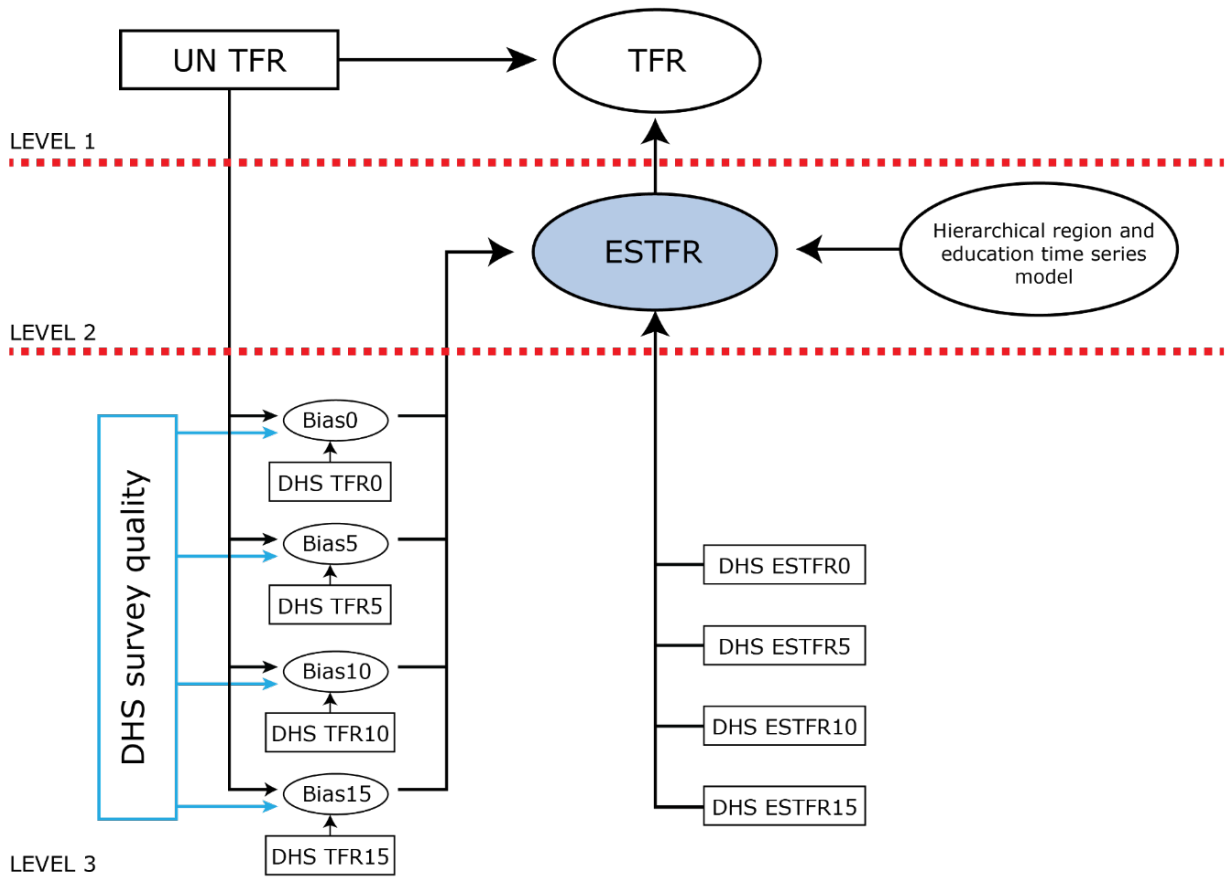 UN TFR
TFR
LEVEL 1
ESTFR
Hierarchical region and
education time series
model
LEVEL 2
DHS survey quality
Bias0
DHS TFR0
Bias5
DHS TFR5
Bias10
DHS TFR10
Bias15
DHS TFR15
DHS ESTFR0
DHS ESTFR5
DHS ESTFR10
DHS ESTFR15
LEVEL 3